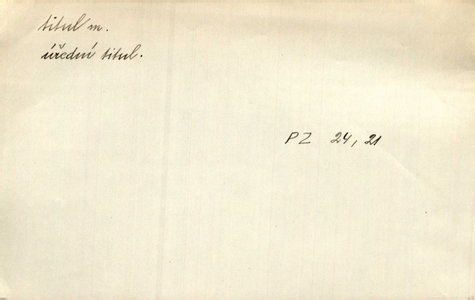 titul m.
úřední titul.
PZ 24, 21